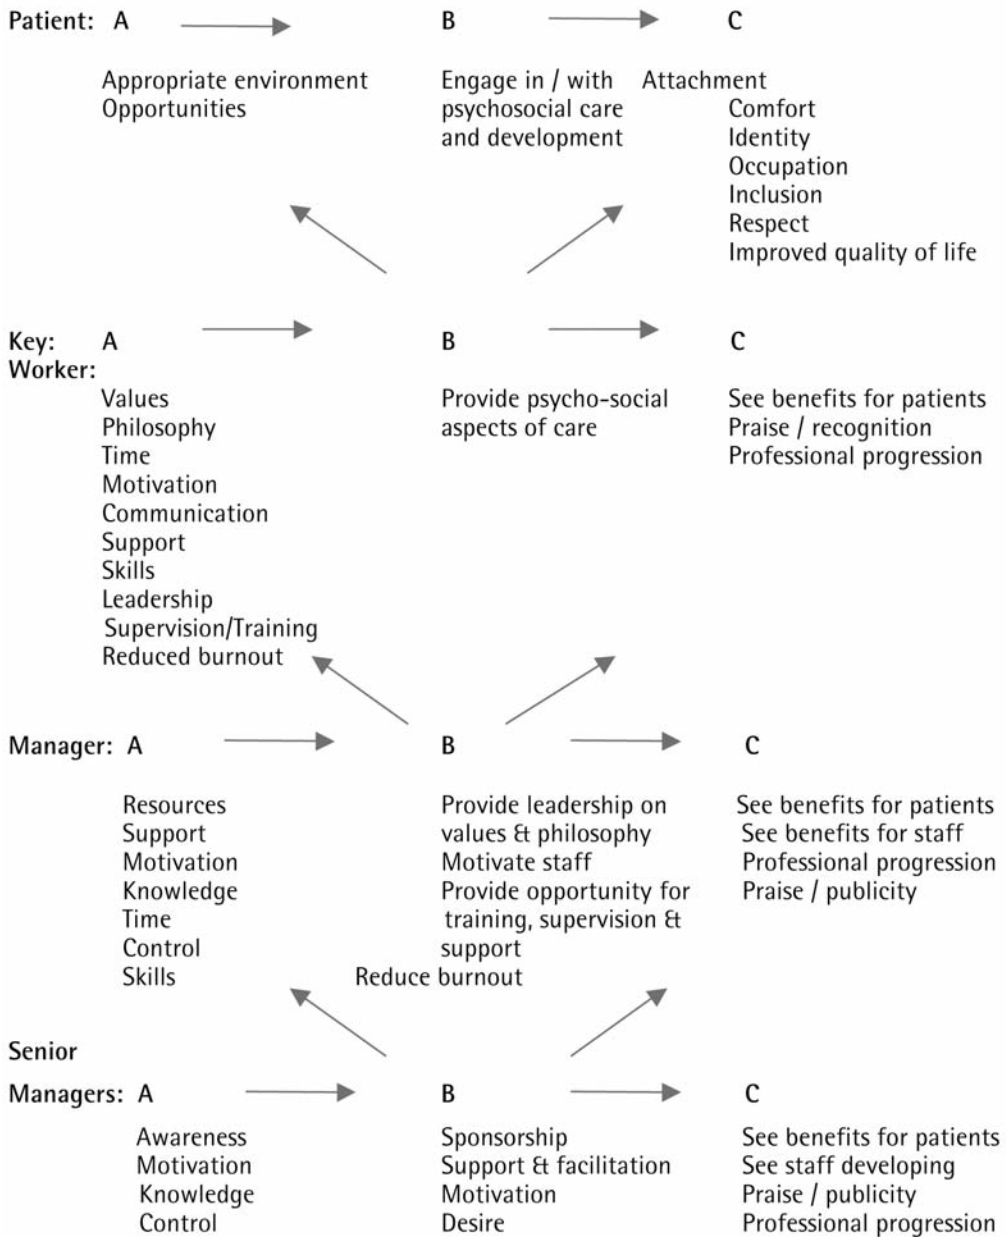 Patient: A B C
Appropriate environment Engage in / with Attachment
Opportunities psychosocial care Comfort
and development Identity
Occupation
Inclusion
Respect
Improved quality of life
Key: A B C
Worker:
Values Provide psycho-social See benefits for patients
Philosophy aspects of care Praise / recognition
Time Professional progression
Motivation
Communication
Support
Skills
Leadership
Supervision/Training
Reduced burnout
Manager: A B C
Resources Provide leadership on See benefits for patients
Support values & philosophy See benefits for staff
Motivation Motivate staff Professional progression
Knowledge Provide opportunity for Praise / publicity
Time training, supervision &
Control support
Skills Reduce burnout
Senior
Managers: A B C
Awareness Sponsorship See benefits for patients
Motivation Support & facilitation See staff developing
Knowledge Motivation Praise / publicity
Control Desire Professional progression